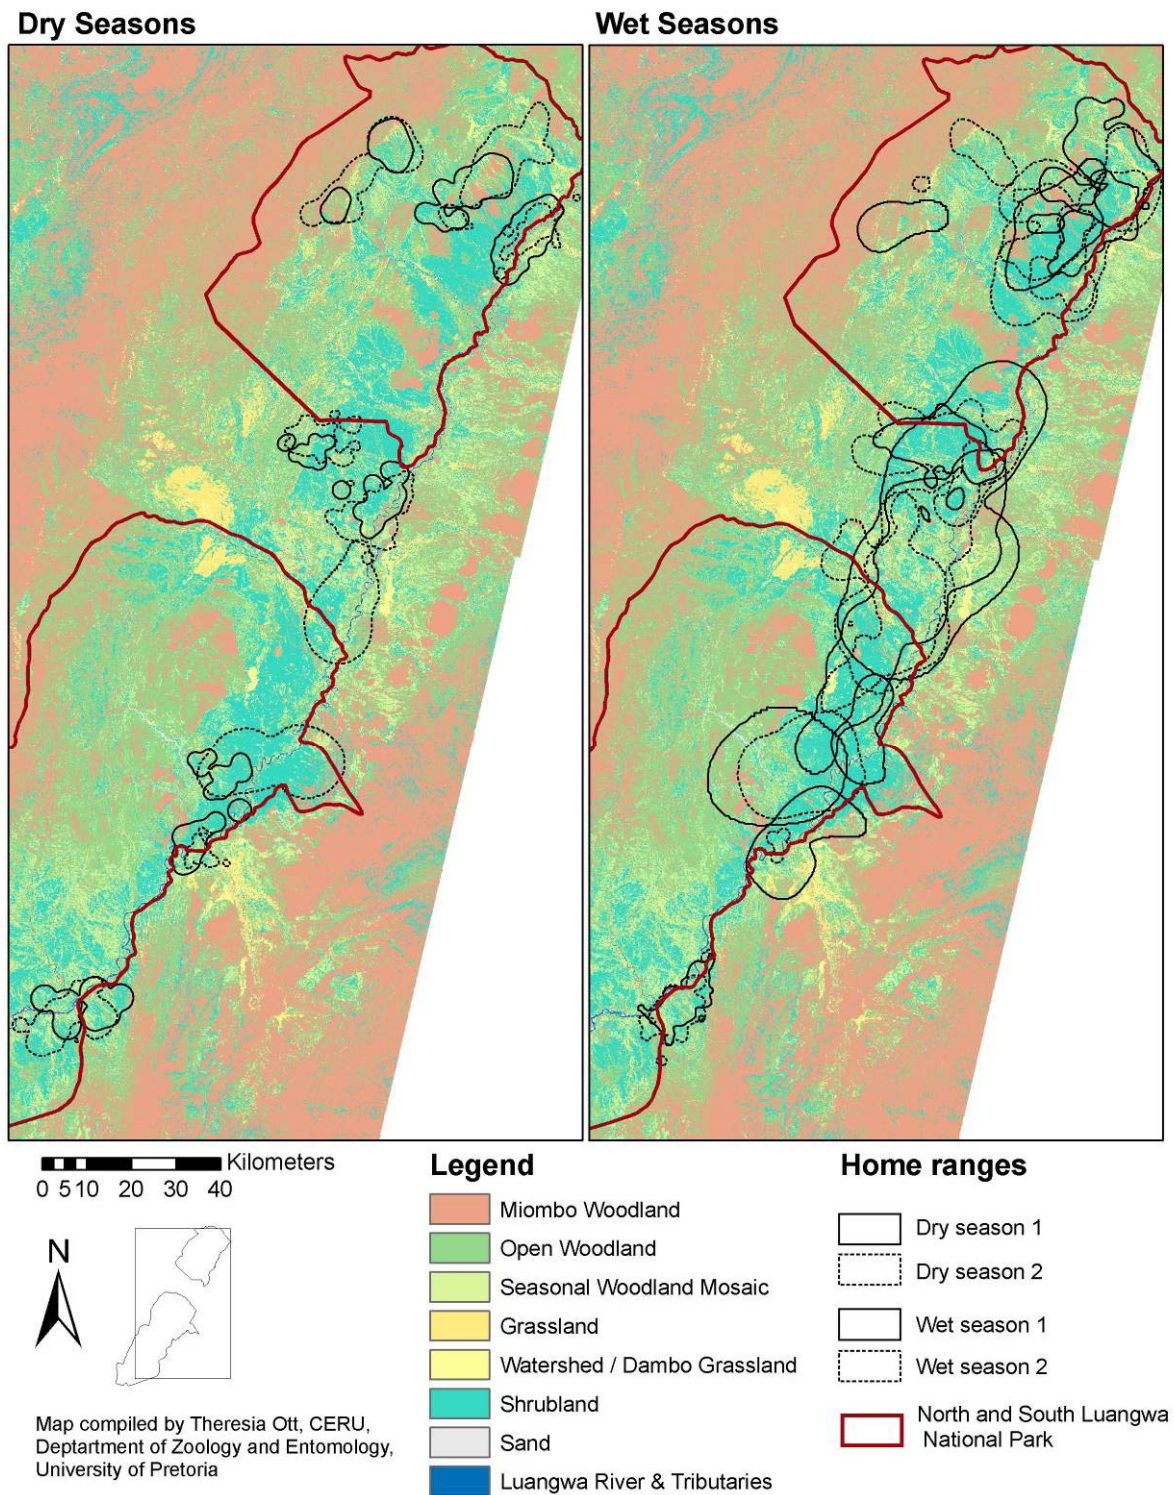 Dry Seasons
Wet Seasons
Kilometers
0 5 10 20 30 40
N
Map compiled by Theresia Ott, CERU,
Deptartment of Zoology and Entomology,
University of Pretoria
Legend
Miombo Woodland
Open Woodland
Seasonal Woodland Mosaic
Grassland
Watershed / Dambo Grassland
Shrubland
Sand
Luangwa River & Tributaries
Home ranges
Dry season 1
Dry season 2
Wet season 1
Wet season 2
North and South Luangwa
National Park